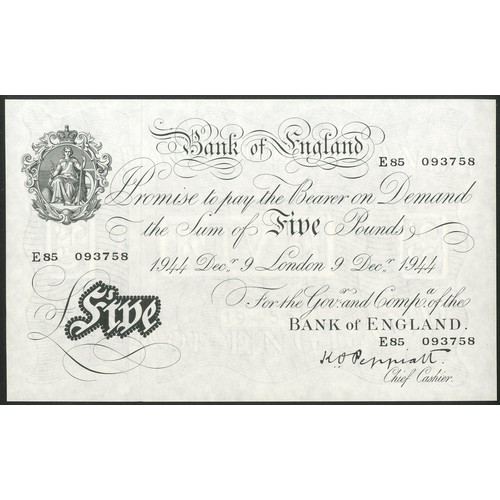 Bank of England
E85 093758
I Promise to pay the Bearer on Demand
the Sum of Five Pounds
E85 093758
1944 Dec.r 9 London 9 Dec.r 1944
For the Gov.r and Comp.a of the
£Five
BANK of ENGLAND.
E85 093758
K O Peppiatt.
Chief Cashier.